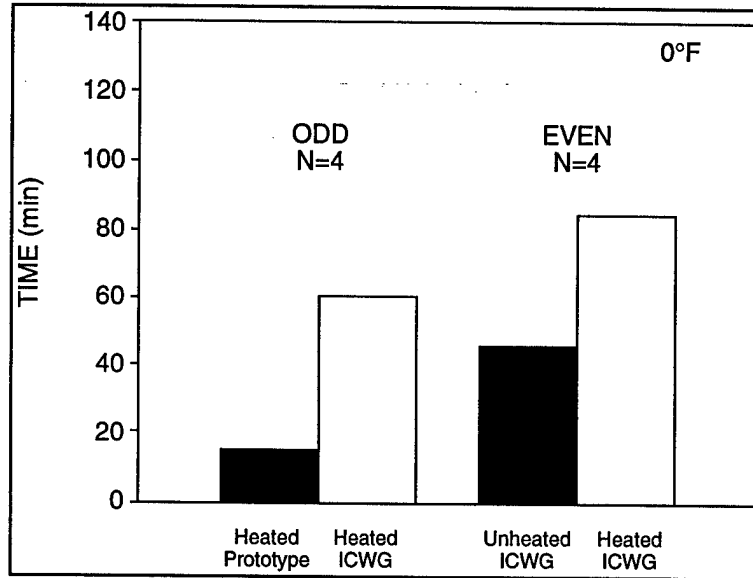 140
120
100
80
60
40
20
0
TIME (min)
0°F
ODD
N=4
EVEN
N=4
Heated
Prototype
Heated
ICWG
Unheated
ICWG
Heated
ICWG